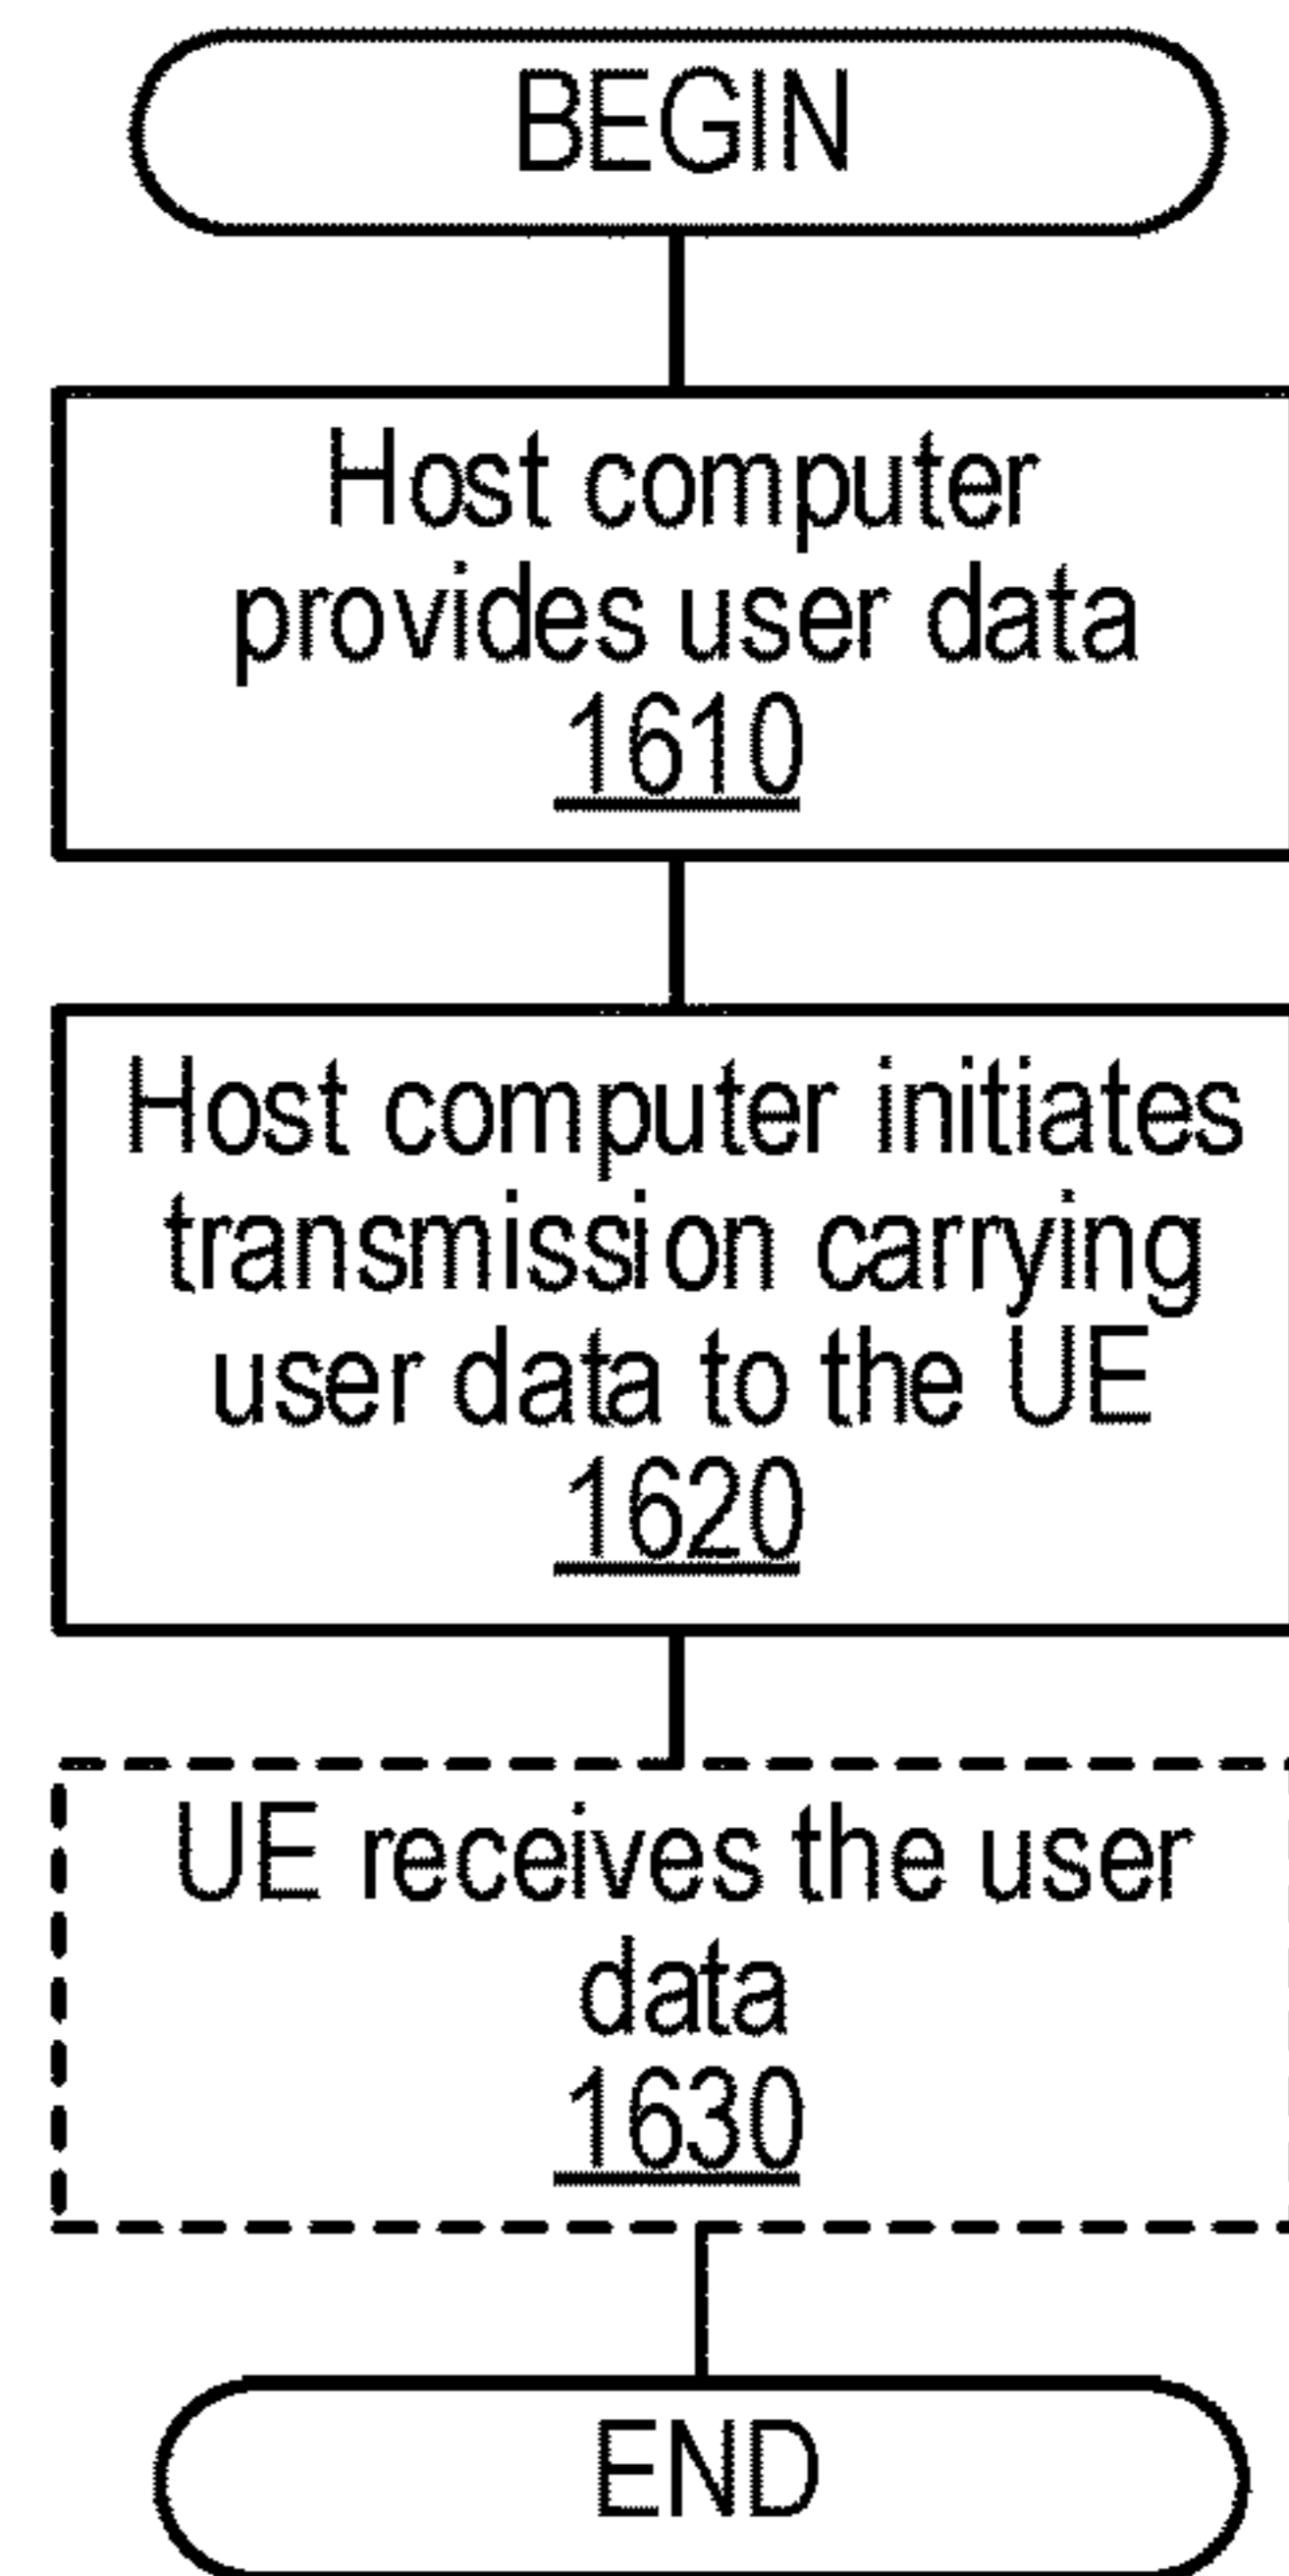 BEGIN
Host computer
provides user data
1610
Host computer initiates
transmission carrying
user data to the UE
1620
UE receives the user
data
1630
END